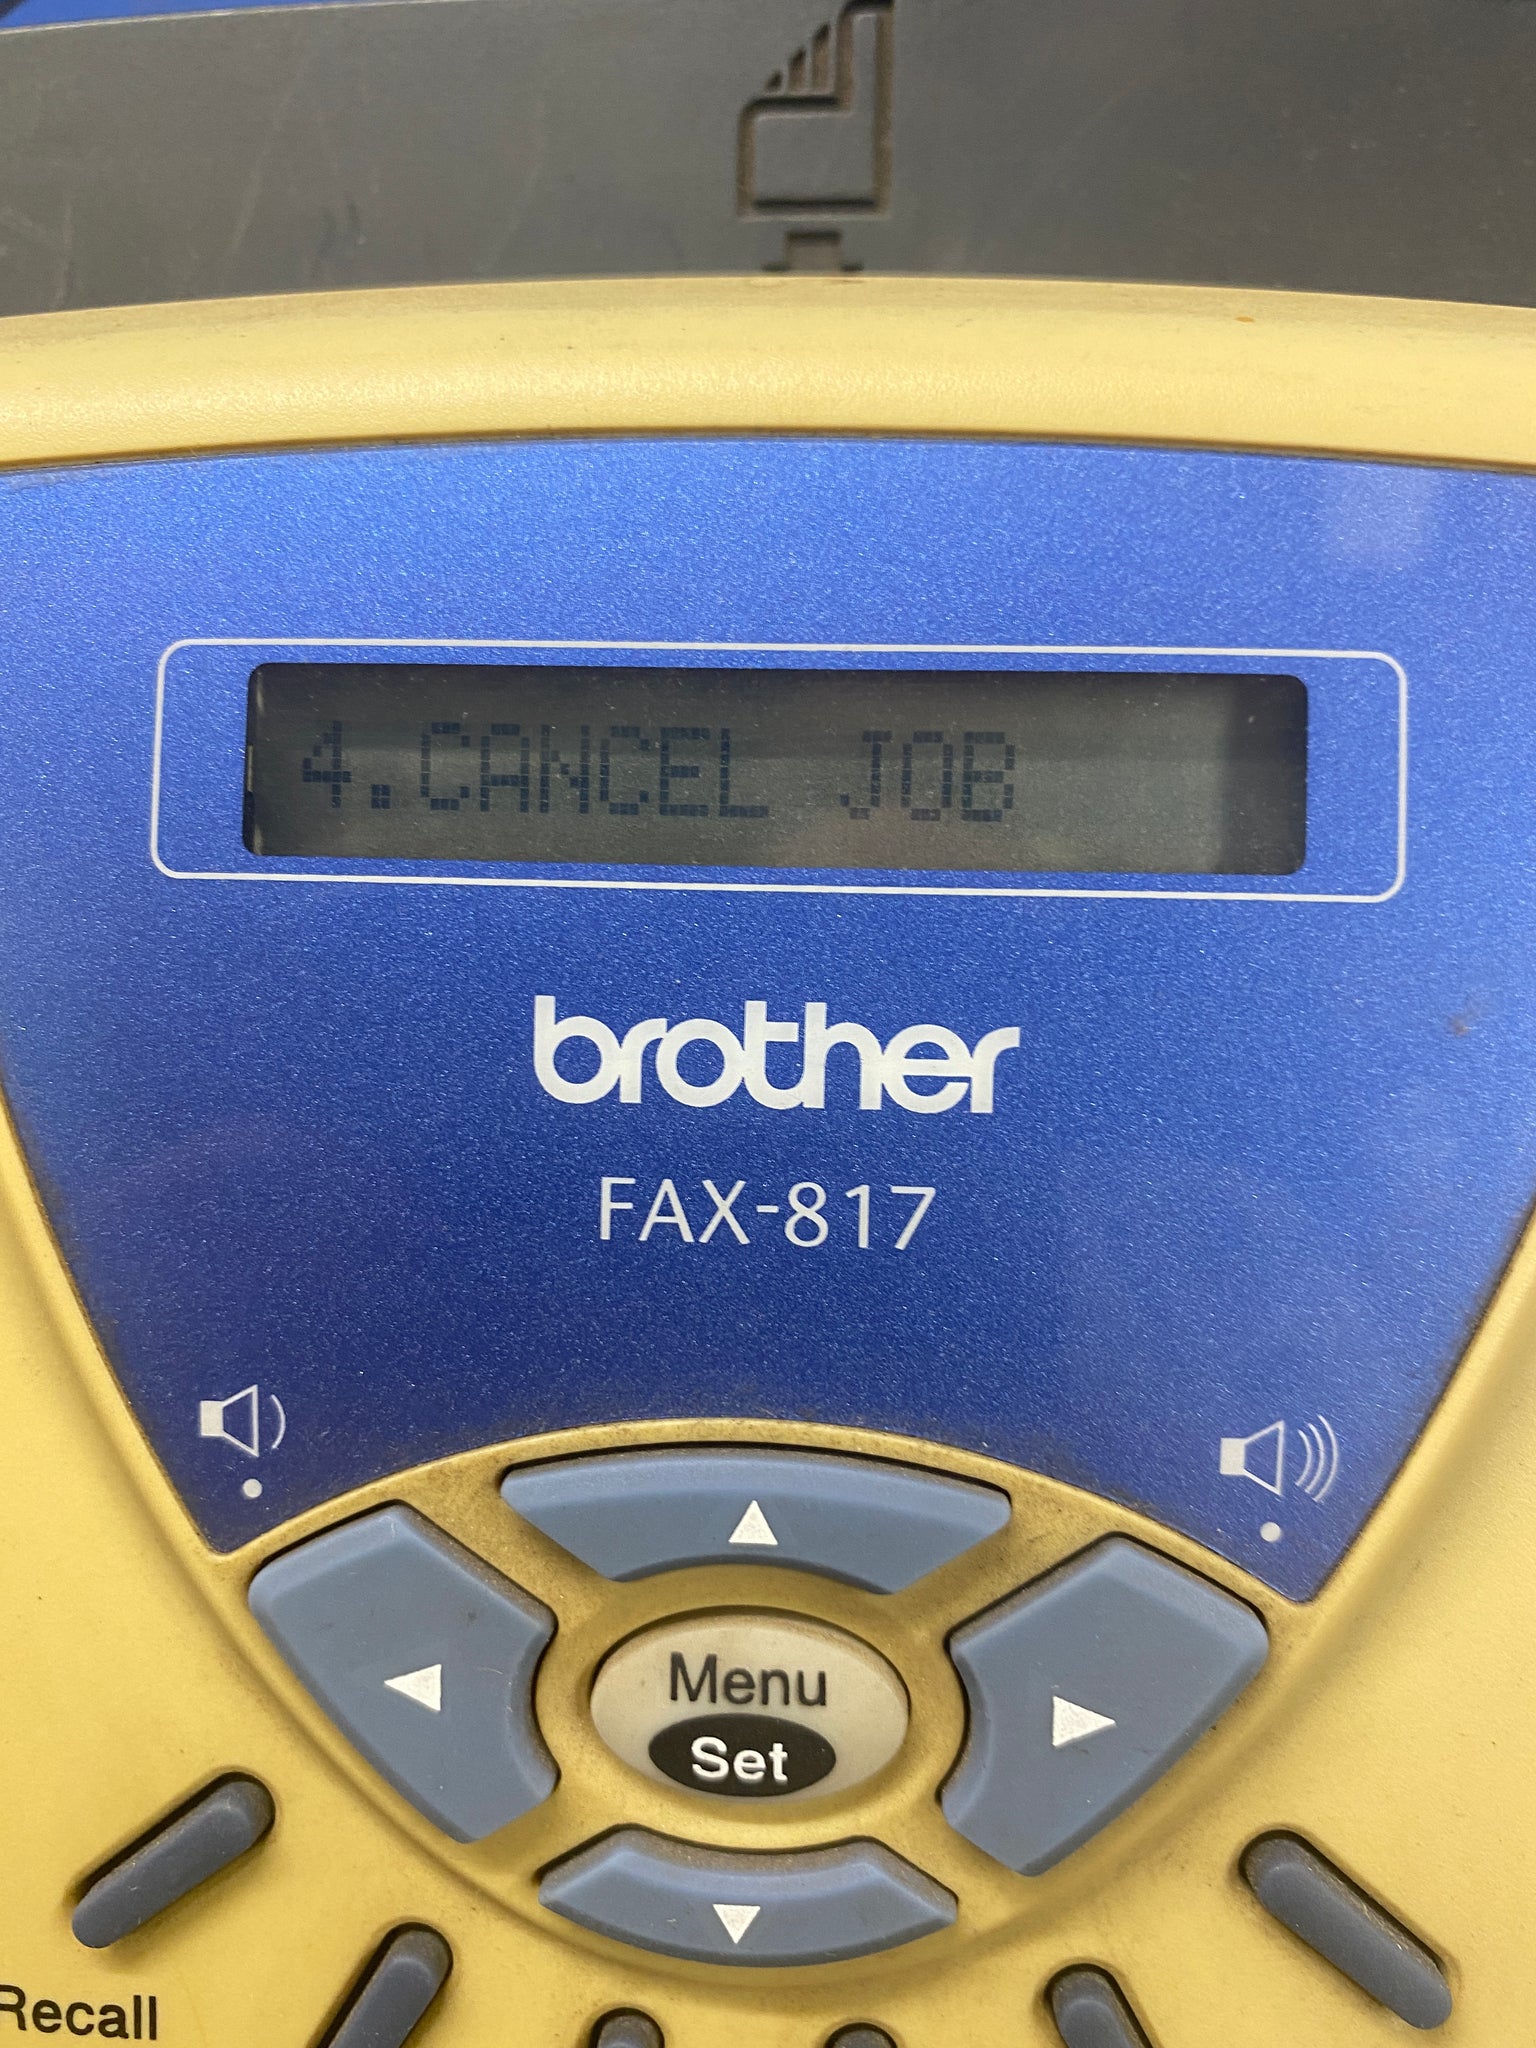 4.CANCEL JOB
brother
FAX-817
Menu
Set
Recall